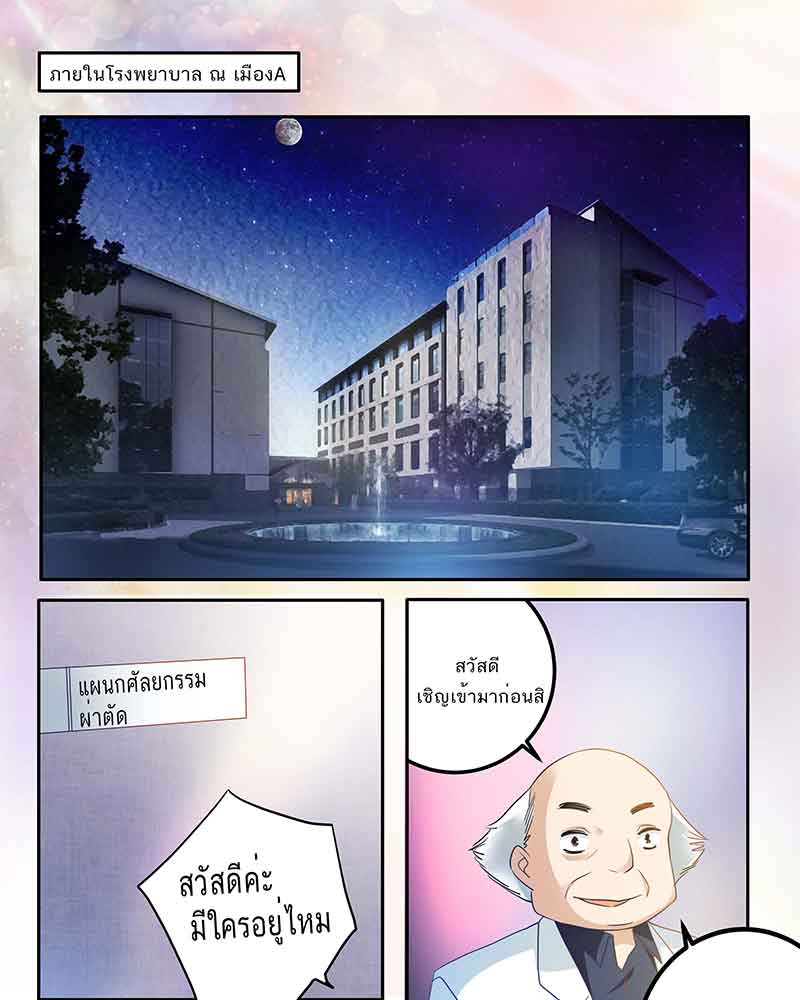 ภายในโรงพยาบาล ณ เมืองA
แผนกศัลยกรรม
ผ่าตัด
สวัสดีค่ะ
มีใครอยู่ไหม
สวัสดี
เชิญเข้ามาก่อนสิ